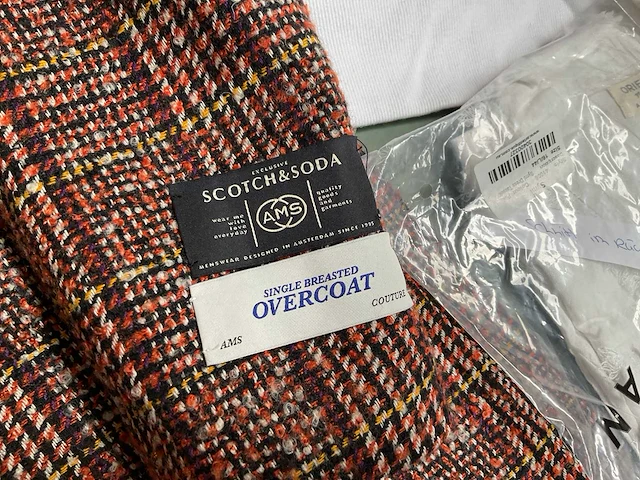 EXCLUSIVE
SCOTCH&SODA
wear me
with
love
everyday
AMS
quality
goods
and
garments
MENSWEAR DESIGNED IN AMSTERDAM SINCE 1985
SINGLE BREASTED
OVERCOAT
AMS
COUTURE